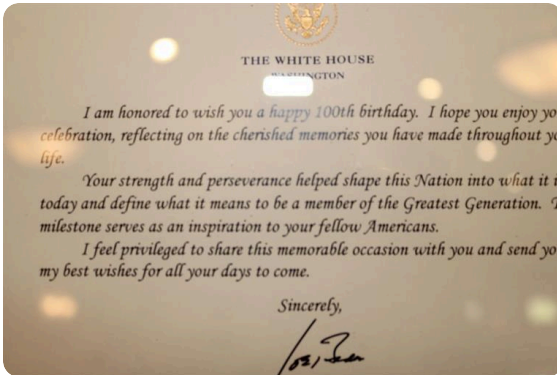 THE WHITE HOUSE
WASHINGTON
I am honored to wish you a happy 100th birthday. I hope you enjoy yo
celebration, reflecting on the cherished memories you have made throughout yo
life.
Your strength and perseverance helped shape this Nation into what it i
today and define what it means to be a member of the Greatest Generation. T
milestone serves as an inspiration to your fellow Americans.
I feel privileged to share this memorable occasion with you and send yo
my best wishes for all your days to come.
Sincerely,